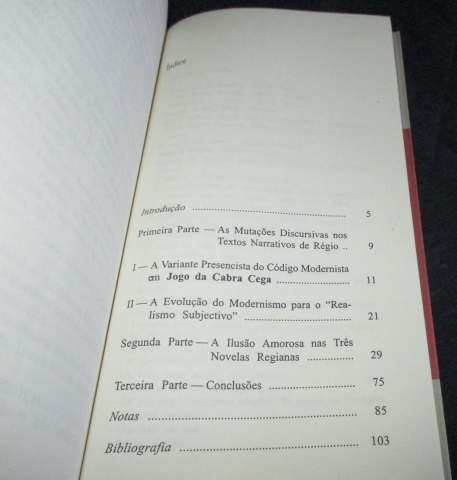 Índice
Introdução ........................................................ 5
Primeira Parte — As Mutações Discursivas nos
Textos Narrativos de Régio .. 9
I — A Variante Presencista do Código Modernista
em Jogo da Cabra Cega ........................ 11
II — A Evolução do Modernismo para o "Rea-
lismo Subjectivo" ................................. 21
Segunda Parte — A Ilusão Amorosa nas Três
Novelas Regianas ............... 29
Terceira Parte — Conclusões ............................ 75
Notas ............................................................... 85
Bibliografia ....................................................... 103